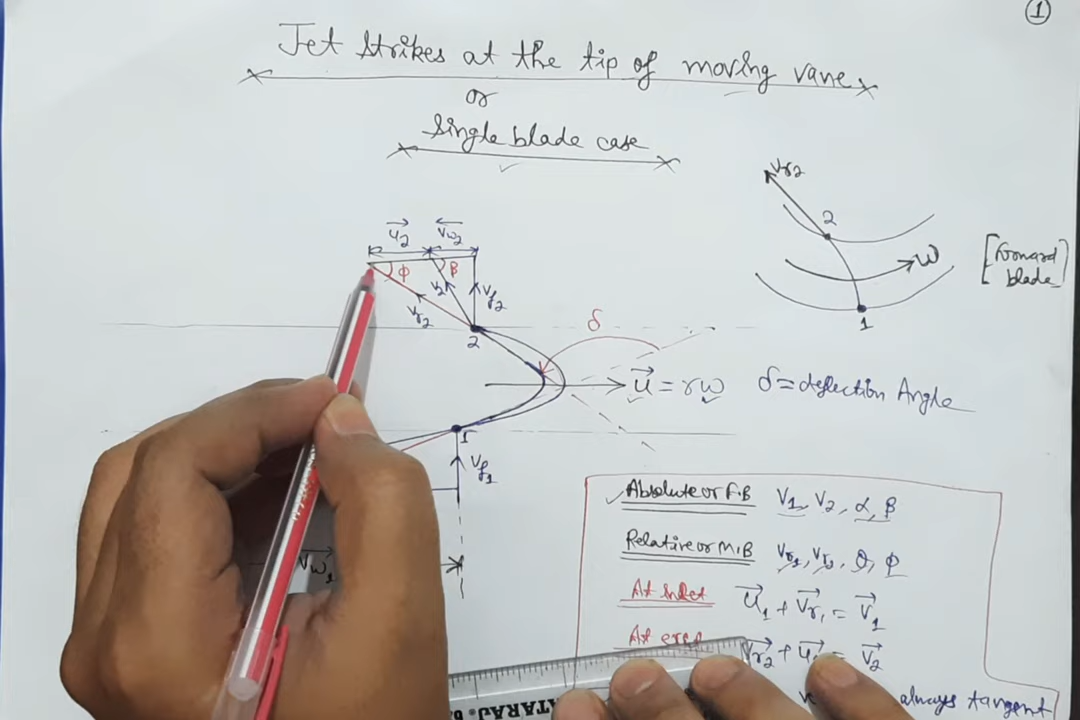 1
Jet strikes at the tip of moving vane
or
Single blade case
Vr2
2
ω
[forward blade]
1
u2 Vw2
φ β
V2 Vf2
Vr2
2
δ
u = rω
δ = deflection Angle
1
Vf1
Vw1
Absolute or F.B V1, V2, α, β
Relative or M.B Vr1, Vr2, θ, φ
At Inlet u1 + Vr1 = V1
At Vr2 + = V2
always tangent